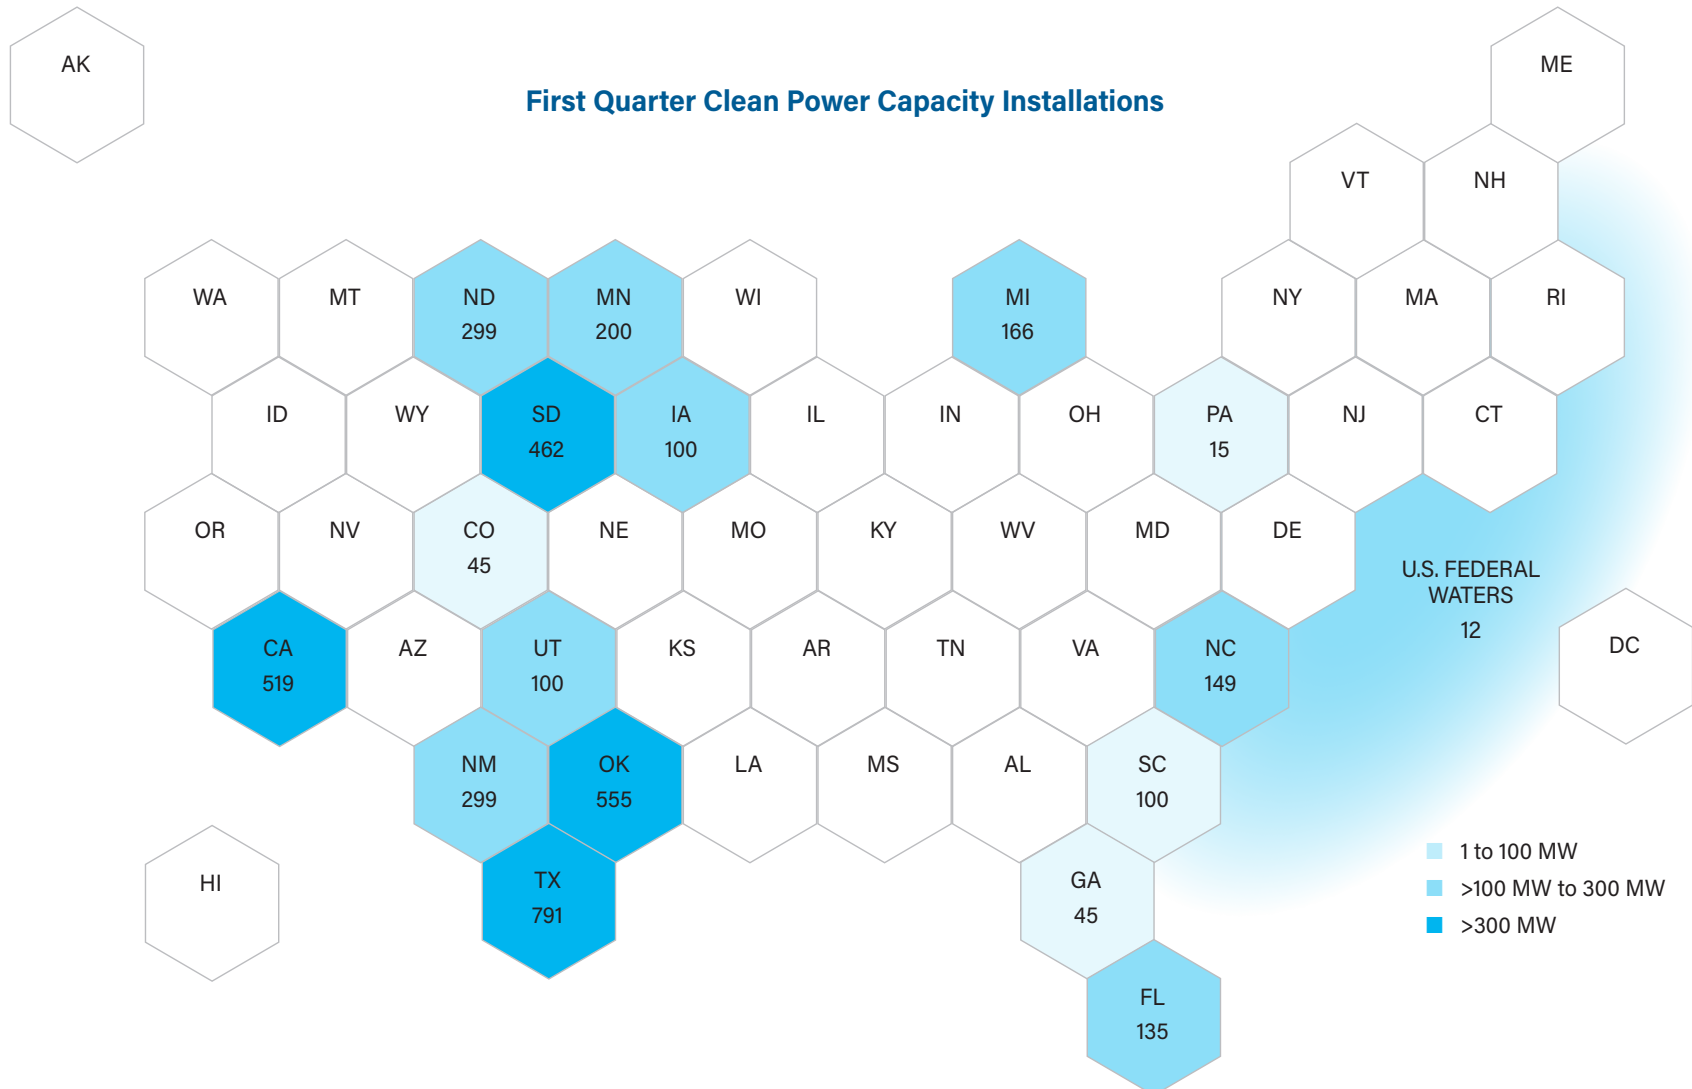 AK
ME
First Quarter Clean Power Capacity Installations
VT
NH
WA
MT
ND
299
MN
200
WI
MI
166
NY
MA
RI
ID
WY
SD
462
IA
100
IL
IN
OH
PA
15
NJ
CT
OR
NV
CO
45
NE
MO
KY
WV
MD
DE
U.S. FEDERAL
WATERS
12
CA
519
AZ
UT
100
KS
AR
TN
VA
NC
149
DC
NM
299
OK
555
LA
MS
AL
SC
100
HI
TX
791
GA
45
1 to 100 MW
>100 MW to 300 MW
>300 MW
FL
135